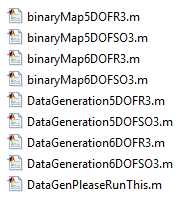 binaryMap5DOFR3.m
binaryMap5DOFSO3.m
binaryMap6DOFR3.m
binaryMap6DOFSO3.m
DataGeneration5DOFR3.m
DataGeneration5DOFSO3.m
DataGeneration6DOFR3.m
DataGeneration6DOFSO3.m
DataGenPleaseRunThis.m